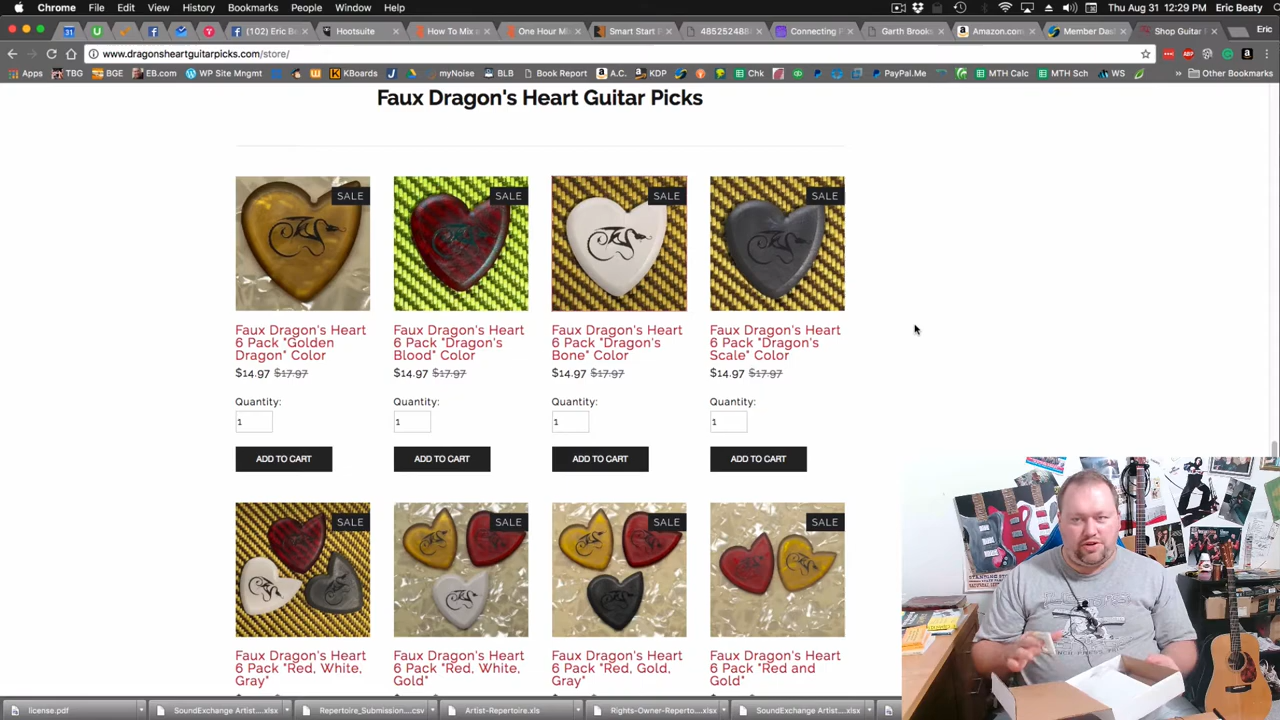 Chrome File Edit View History Bookmarks People Window Help
Thu Aug 31 12:29 PM Eric Beaty
(102) Eric B Hootsuite How To Mix a One Hour Mi Smart Start 485252488 Connecting F Garth Brooks Amazon.com Member Das Shop Guitar Eric
www.dragonsheartguitarpicks.com/store/
Apps TBG BGE EB.com WP Site Mngmt KBoards myNoise BLB Book Report A.C. KDP Chk PayPal.Me MTH Calc MTH Sch WS » Other Bookmarks
Faux Dragon's Heart Guitar Picks
SALE SALE SALE SALE
Faux Dragon's Heart
6 Pack "Golden
Dragon" Color
$14.97 $17.97
Quantity:
1
ADD TO CART
Faux Dragon's Heart
6 Pack "Dragon's
Blood" Color
$14.97 $17.97
Quantity:
1
ADD TO CART
Faux Dragon's Heart
6 Pack "Dragon's
Bone" Color
$14.97 $17.97
Quantity:
1
ADD TO CART
Faux Dragon's Heart
6 Pack "Dragon's
Scale" Color
$14.97 $17.97
Quantity:
1
ADD TO CART
SALE SALE SALE SALE
Faux Dragon's Heart
6 Pack "Red, White,
Gray"
Faux Dragon's Heart
6 Pack "Red, White,
Gold"
Faux Dragon's Heart
6 Pack "Red, Gold,
Gray"
Faux Dragon's Heart
6 Pack "Red and
Gold"
license.pdf SoundExchange Artist....xlsx Repertoire_Submission....csv Artist-Repertoire.xls Rights-Owner-Reperto....xlsx SoundExchange Artist....xlsx